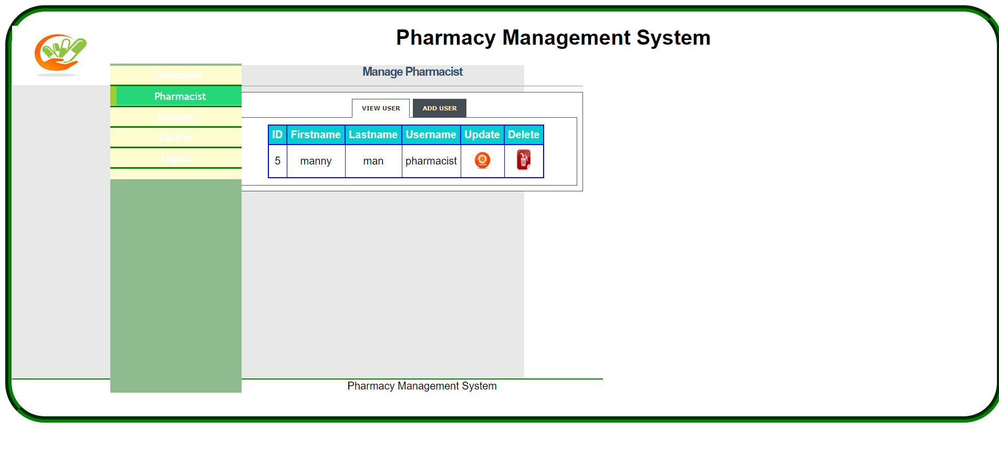 Pharmacy Management System
Dashboard
Pharmacist
Manager
Cashier
Logout
Manage Pharmacist
VIEW USER ADD USER
ID Firstname Lastname Username Update Delete
5 manny man pharmacist UPDATE
Pharmacy Management System